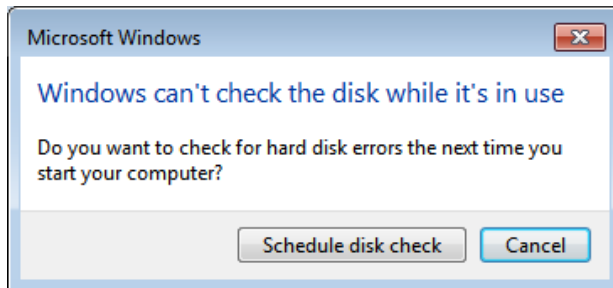 Microsoft Windows
Windows can't check the disk while it's in use
Do you want to check for hard disk errors the next time you
start your computer?
Schedule disk check
Cancel